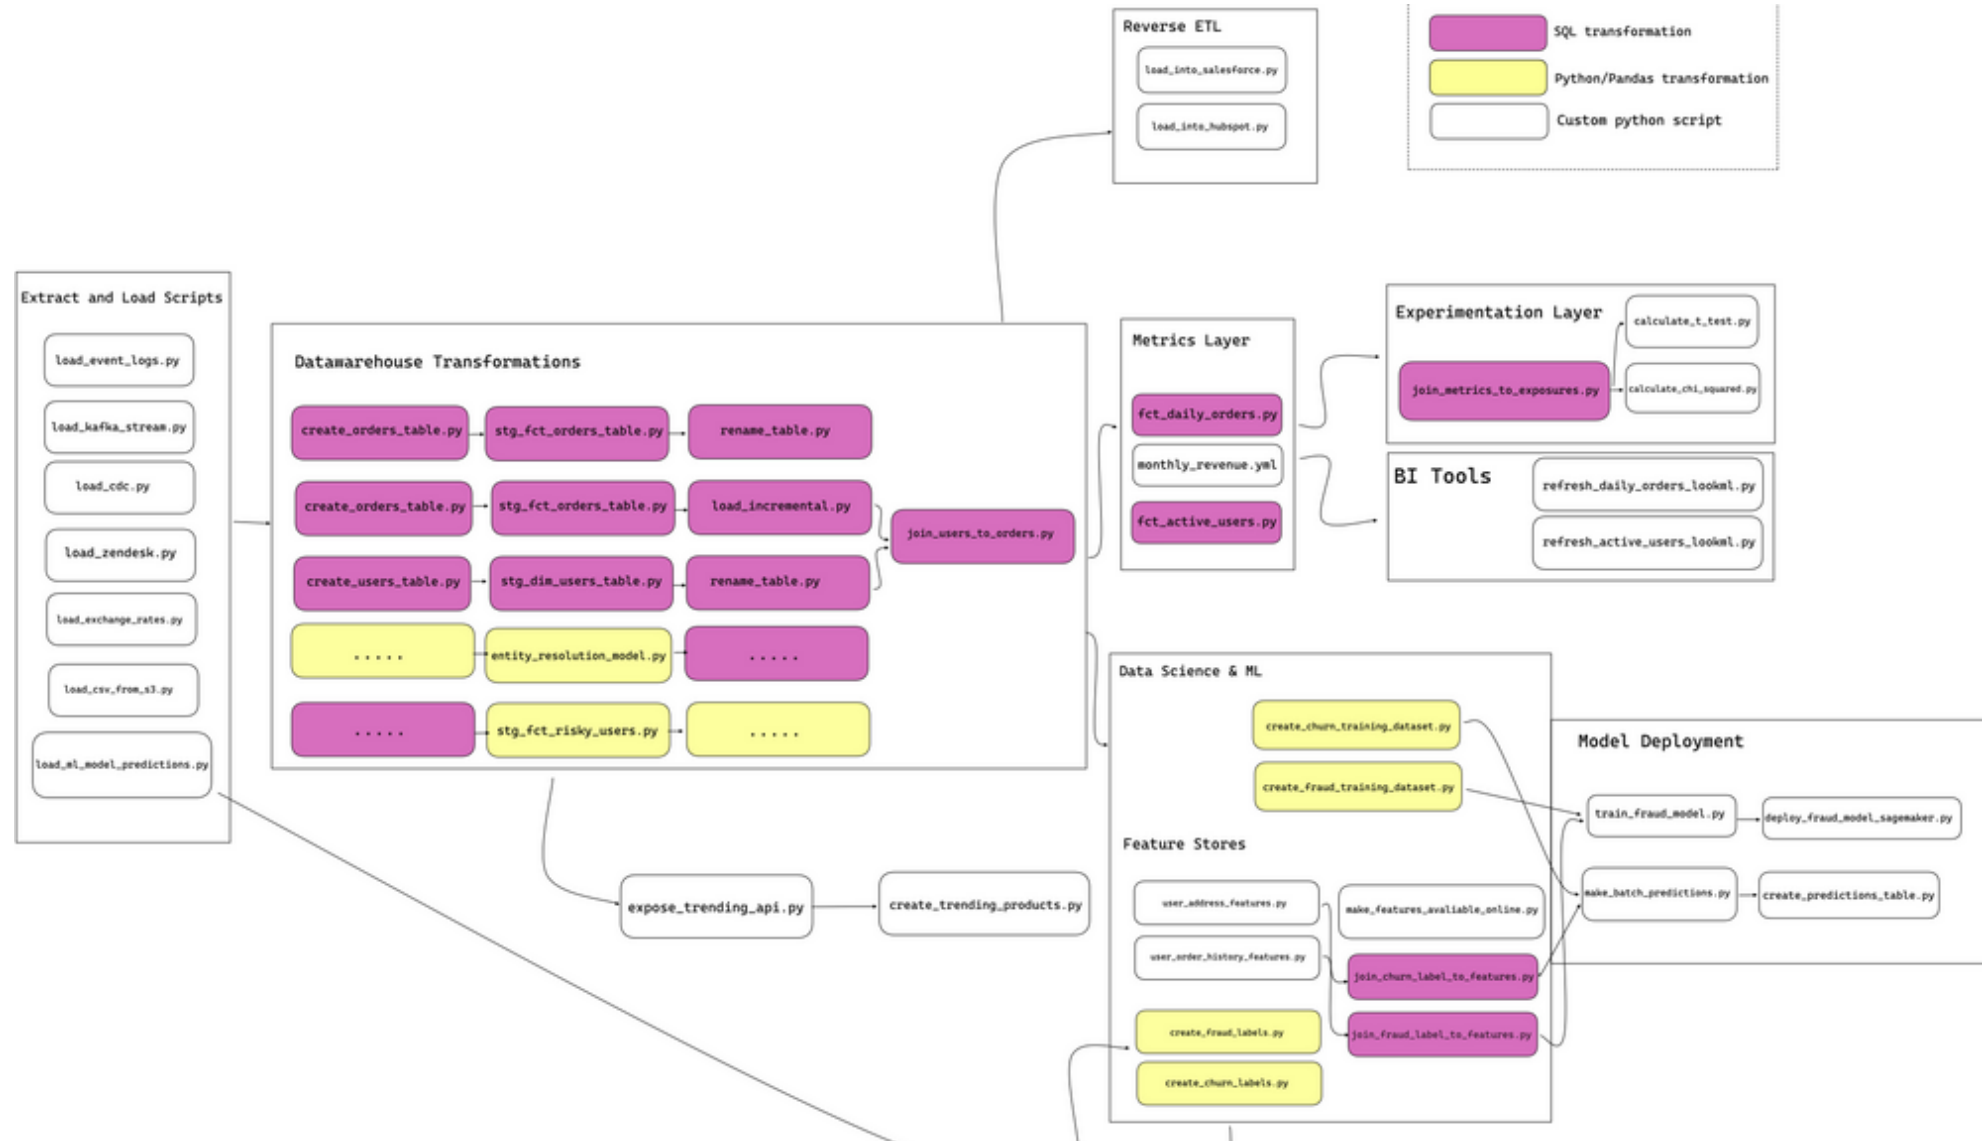 Reverse ETL
load_into_salesforce.py
load_into_hubspot.py
SQL transformation
Python/Pandas transformation
Custom python script
Extract and Load Scripts
load_event_logs.py
load_kafka_stream.py
load_cdc.py
load_zendesk.py
load_exchange_rates.py
load_csv_from_s3.py
load_ml_model_predictions.py
Datawarehouse Transformations
create_orders_table.py
stg_fct_orders_table.py
rename_table.py
create_orders_table.py
stg_fct_orders_table.py
load_incremental.py
join_users_to_orders.py
create_users_table.py
stg_dim_users_table.py
rename_table.py
.....
entity_resolution_model.py
.....
.....
stg_fct_risky_users.py
.....
expose_trending_api.py
create_trending_products.py
Metrics Layer
fct_daily_orders.py
monthly_revenue.yml
fct_active_users.py
Experimentation Layer
join_metrics_to_exposures.py
calculate_t_test.py
calculate_chi_squared.py
BI Tools
refresh_daily_orders_lookml.py
refresh_active_users_lookml.py
Data Science & ML
create_churn_training_dataset.py
create_fraud_training_dataset.py
Feature Stores
user_address_features.py
make_features_avaliable_online.py
user_order_history_features.py
join_churn_label_to_features.py
create_fraud_labels.py
join_fraud_label_to_features.py
create_churn_labels.py
Model Deployment
train_fraud_model.py
deploy_fraud_model_sagemaker.py
make_batch_predictions.py
create_predictions_table.py